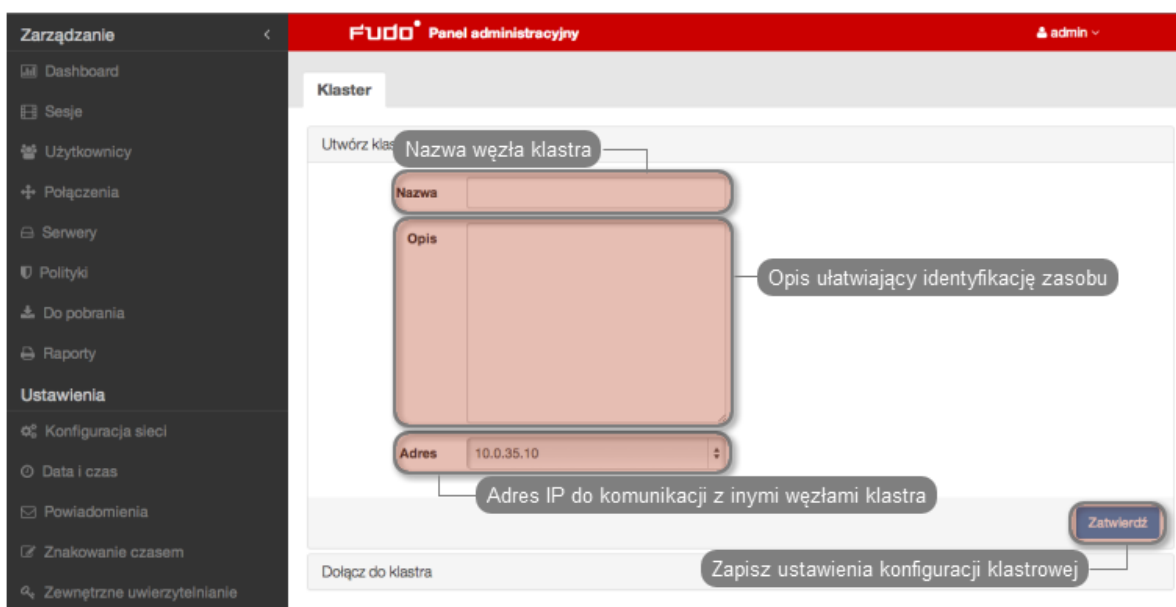 Zarządzanie
Dashboard
Sesje
Użytkownicy
Połączenia
Serwery
Polityki
Do pobrania
Raporty
Ustawienia
Konfiguracja sieci
Data i czas
Powiadomienia
Znakowanie czasem
Zewnętrzne uwierzytelnianie
FUDO Panel administracyjny
admin
Klaster
Utwórz
Nazwa węzła klastra
Nazwa
Opis
Opis ułatwiający identyfikację zasobu
Adres
10.0.35.10
Adres IP do komunikacji z inymi węzłami klastra
Zatwierdź
Dołącz do klastra
Zapisz ustawienia konfiguracji klastrowej